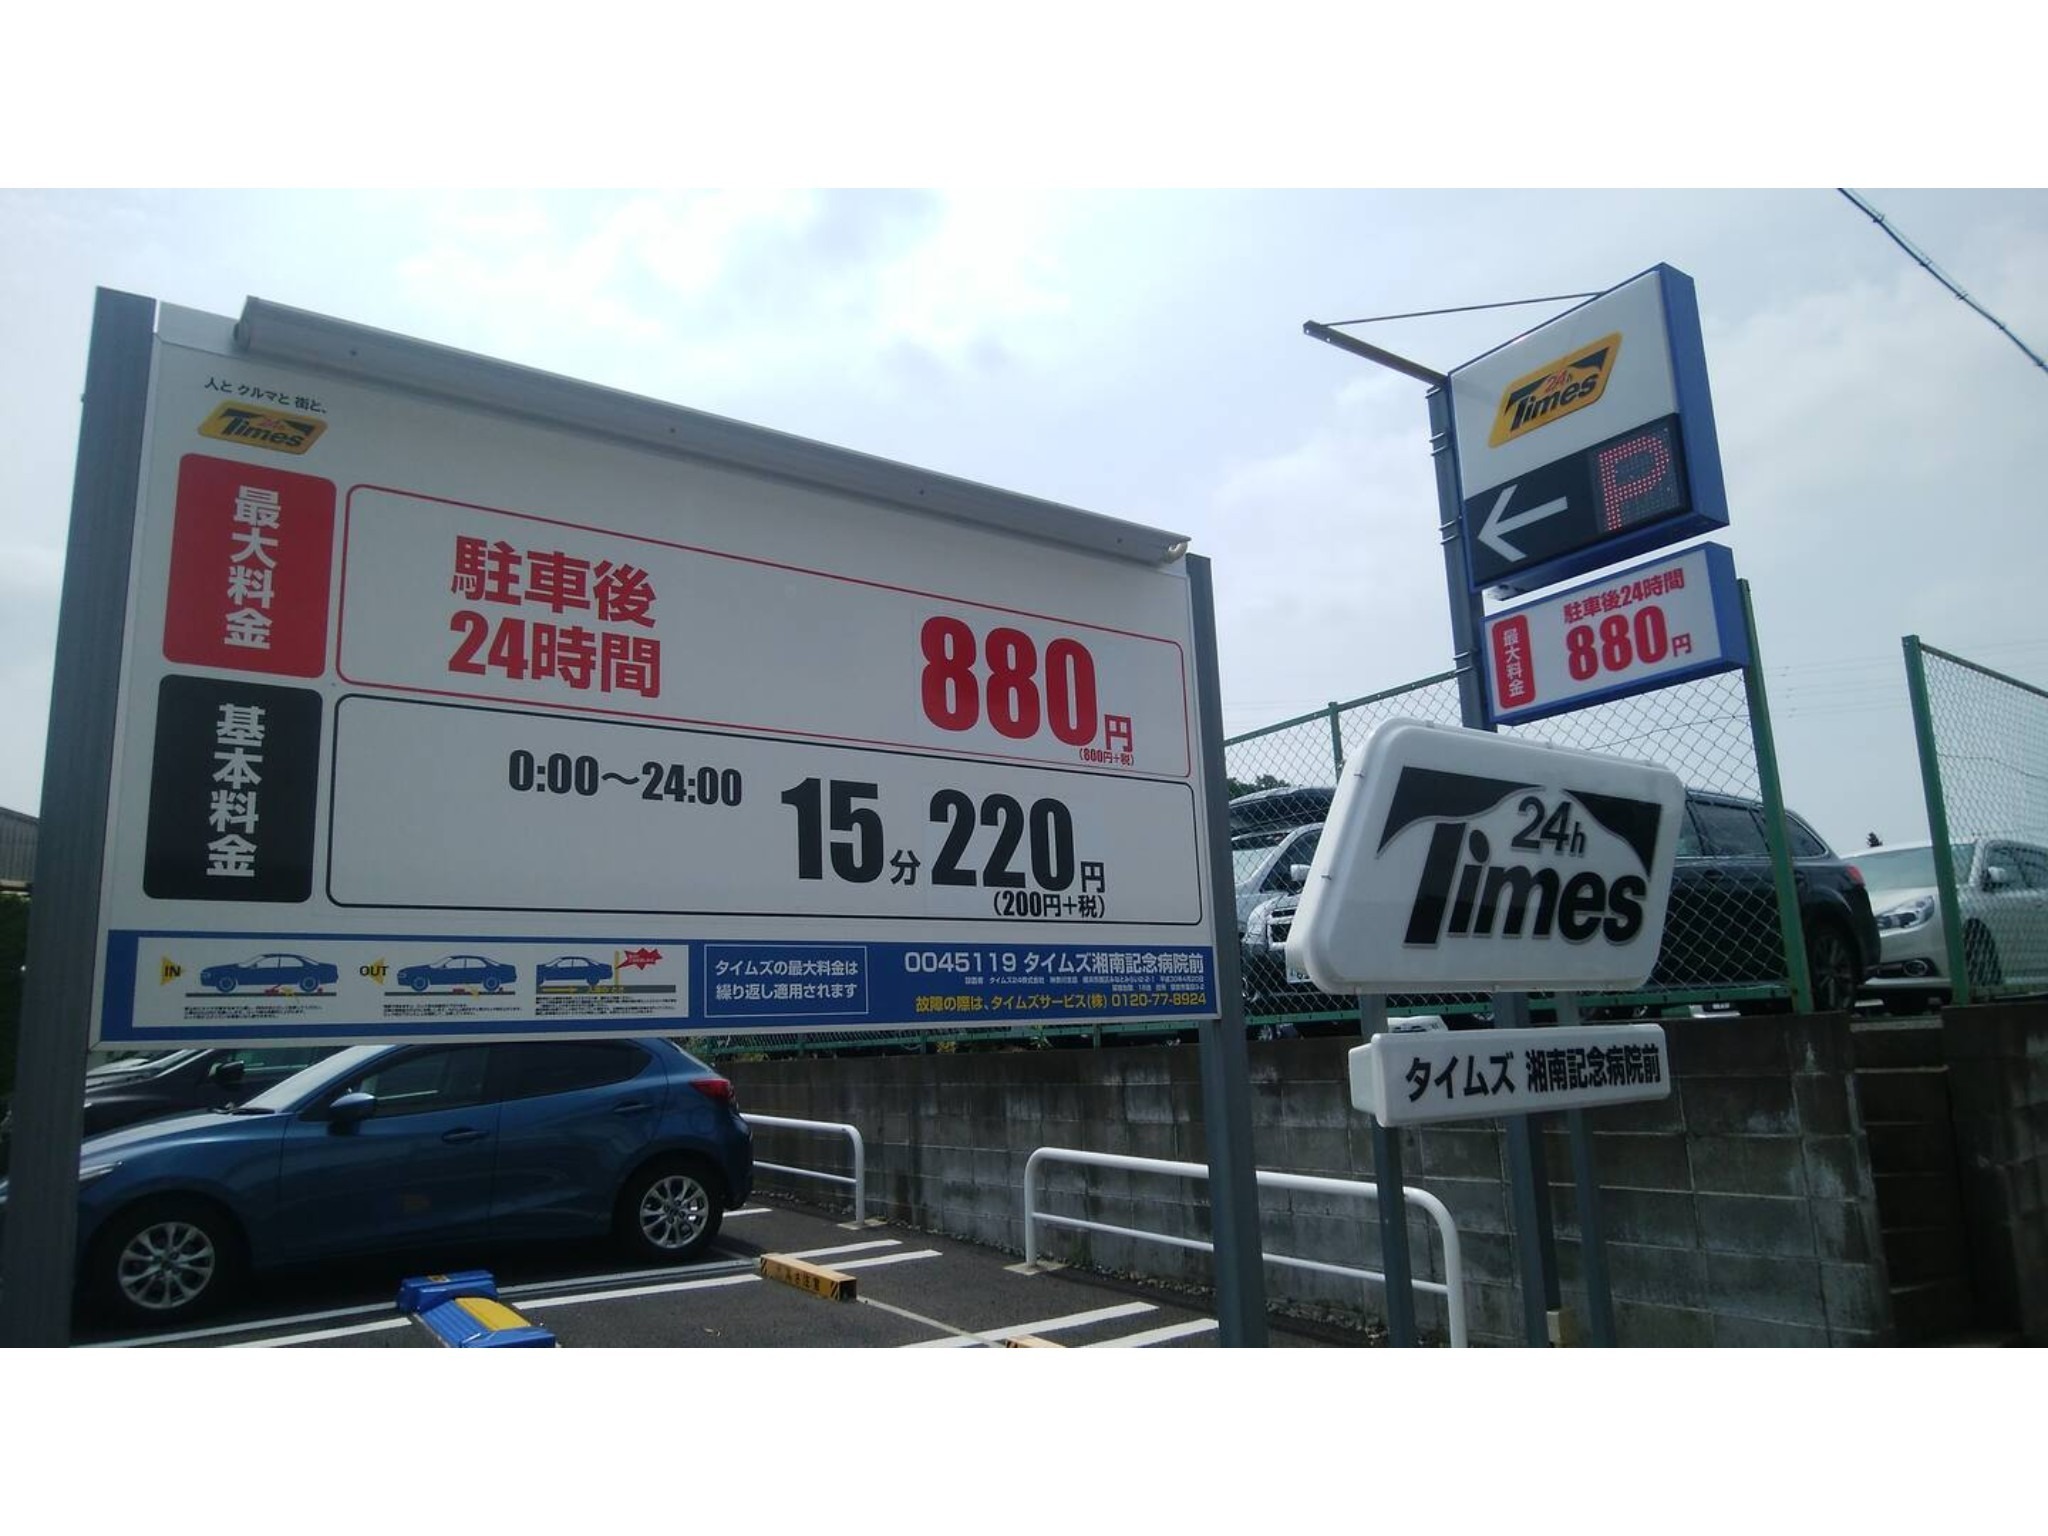 人と クルマと 街と、
24h
Times
最大料金
駐車後
24時間
880円
(800円+税)
基本料金
0:00～24:00
15分 220円
(200円+税)
IN
OUT
タイムズの最大料金は
繰り返し適用されます
0045119 タイムズ湘南記念病院前
故障の際は、タイムズサービス(株) 0120-77-8924
24h
Times
← P
最大料金
駐車後24時間
880円
24h
Times
タイムズ 湘南記念病院前